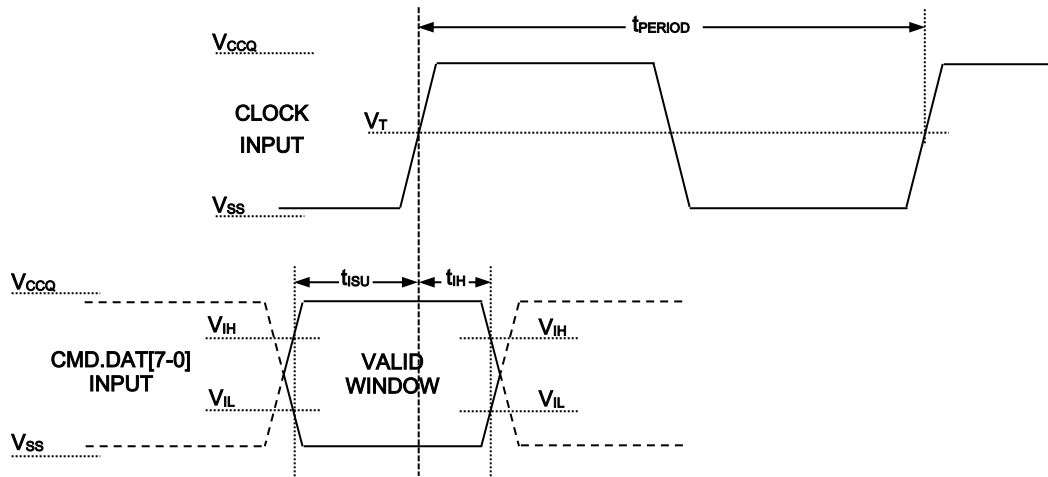 tPERIOD
VCCQ
CLOCK
INPUT
VT
VSS
VCCQ
tISU
tIH
VIH
VIH
CMD.DAT[7-0]
INPUT
VALID
WINDOW
VIL
VIL
VSS